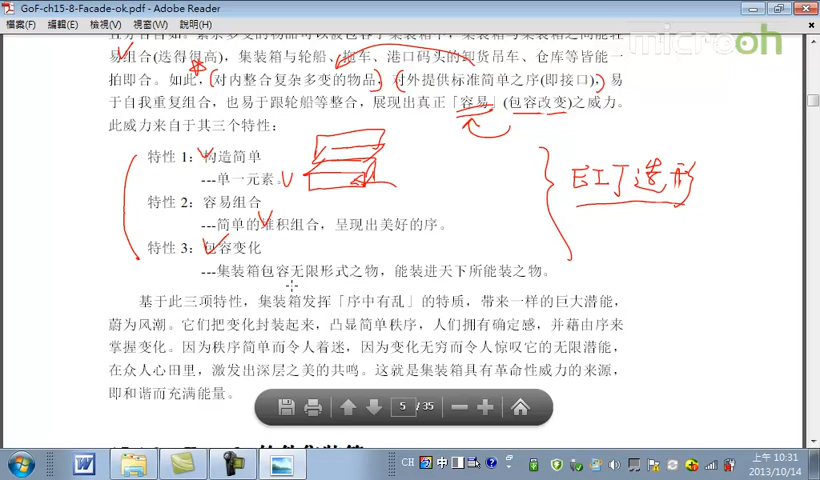 GoF-ch15-8-Facade-ok.pdf - Adobe Reader
檔案(F) 編輯(E) 檢視(V) 視窗(W) 說明(H)
microoh
易组合(选得很高)，集装箱与轮船、拖车、港口码头的卸货吊车、仓库等皆能一
拍即合。如此，(对内整合复杂多变的物品)，(对外提供标准简单之序(即接口),)易
于自我重复组合，也易于跟轮船等整合，展现出真正「容易」(包容改变)之威力。
此威力来自于其三个特性：
特性 1：构造简单
---单一元素。
特性 2：容易组合
---简单的堆积组合，呈现出美好的序。
特性 3：包容变化
---集装箱包容无限形式之物，能装进天下所能装之物。
EIT造形
基于此三项特性，集装箱发挥「序中有乱」的特质，带来一样的巨大潜能，
蔚为风潮。它们把变化封装起来，凸显简单秩序，人们拥有确定感，并藉由序来
掌握变化。因为秩序简单而令人着迷，因为变化无穷而令人惊叹它的无限潜能，
在众人心田里，激发出深层之美的共鸣。这就是集装箱具有革命性威力的来源，
即和谐而充满能量。
5 / 35
CH 中
上午 10:31
2013/10/14